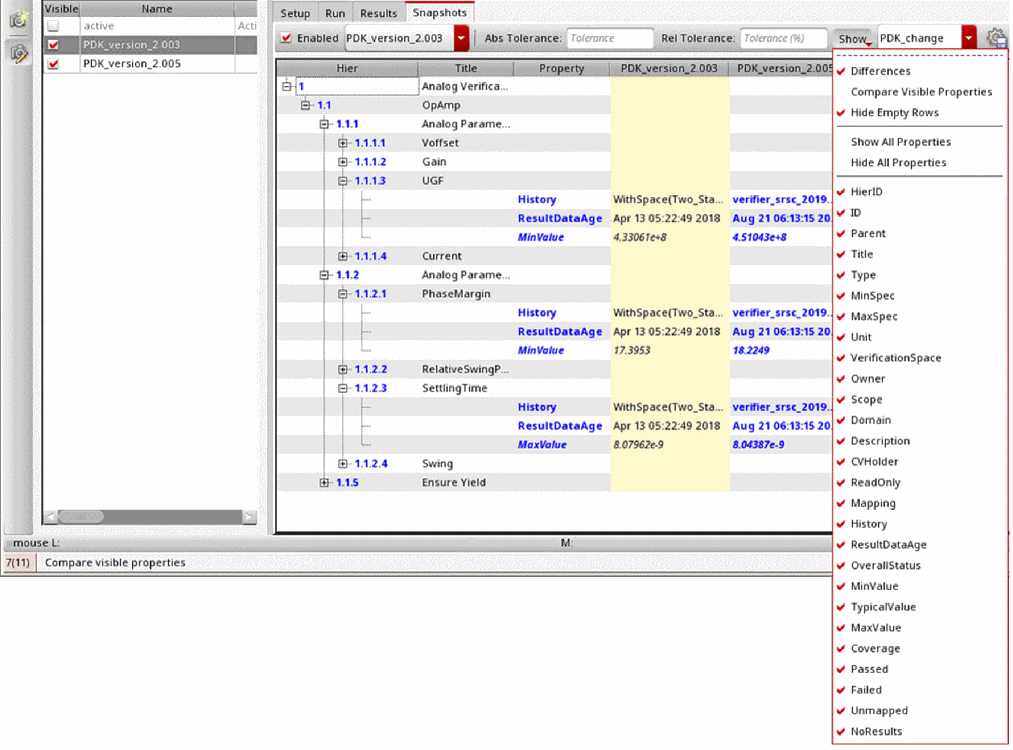 Visible Name
active Acti
PDK_version_2.003
PDK_version_2.005
Setup Run Results Snapshots
Enabled PDK_version_2.003 Abs Tolerance: Tolerance Rel Tolerance: Tolerance (%) Show PDK_change
Hier Title Property PDK_version_2.003 PDK_version_2.005
1 Analog Verifica...
1.1 OpAmp
1.1.1 Analog Parame...
1.1.1.1 Voffset
1.1.1.2 Gain
1.1.1.3 UGF
History WithSpace(Two_Sta... verifier_srsc_2019..
ResultDataAge Apr 13 05:22:49 2018 Aug 21 06:13:15 20.
MinValue 4.33061e+8 4.51043e+8
1.1.1.4 Current
1.1.2 Analog Parame...
1.1.2.1 PhaseMargin
History WithSpace(Two_Sta... verifier_srsc_2019..
ResultDataAge Apr 13 05:22:49 2018 Aug 21 06:13:15 20.
MinValue 17.3953 18.2249
1.1.2.2 RelativeSwingP...
1.1.2.3 SettlingTime
History WithSpace(Two_Sta... verifier_srsc_2019..
ResultDataAge Apr 13 05:22:49 2018 Aug 21 06:13:15 20.
MaxValue 8.07962e-9 8.04387e-9
1.1.2.4 Swing
1.1.5 Ensure Yield
Differences
Compare Visible Properties
Hide Empty Rows
Show All Properties
Hide All Properties
HierID
ID
Parent
Title
Type
MinSpec
MaxSpec
Unit
VerificationSpace
Owner
Scope
Domain
Description
CVHolder
ReadOnly
Mapping
History
ResultDataAge
OverallStatus
MinValue
TypicalValue
MaxValue
Coverage
Passed
Failed
Unmapped
NoResults
mouse L: M:
7(11) Compare visible properties